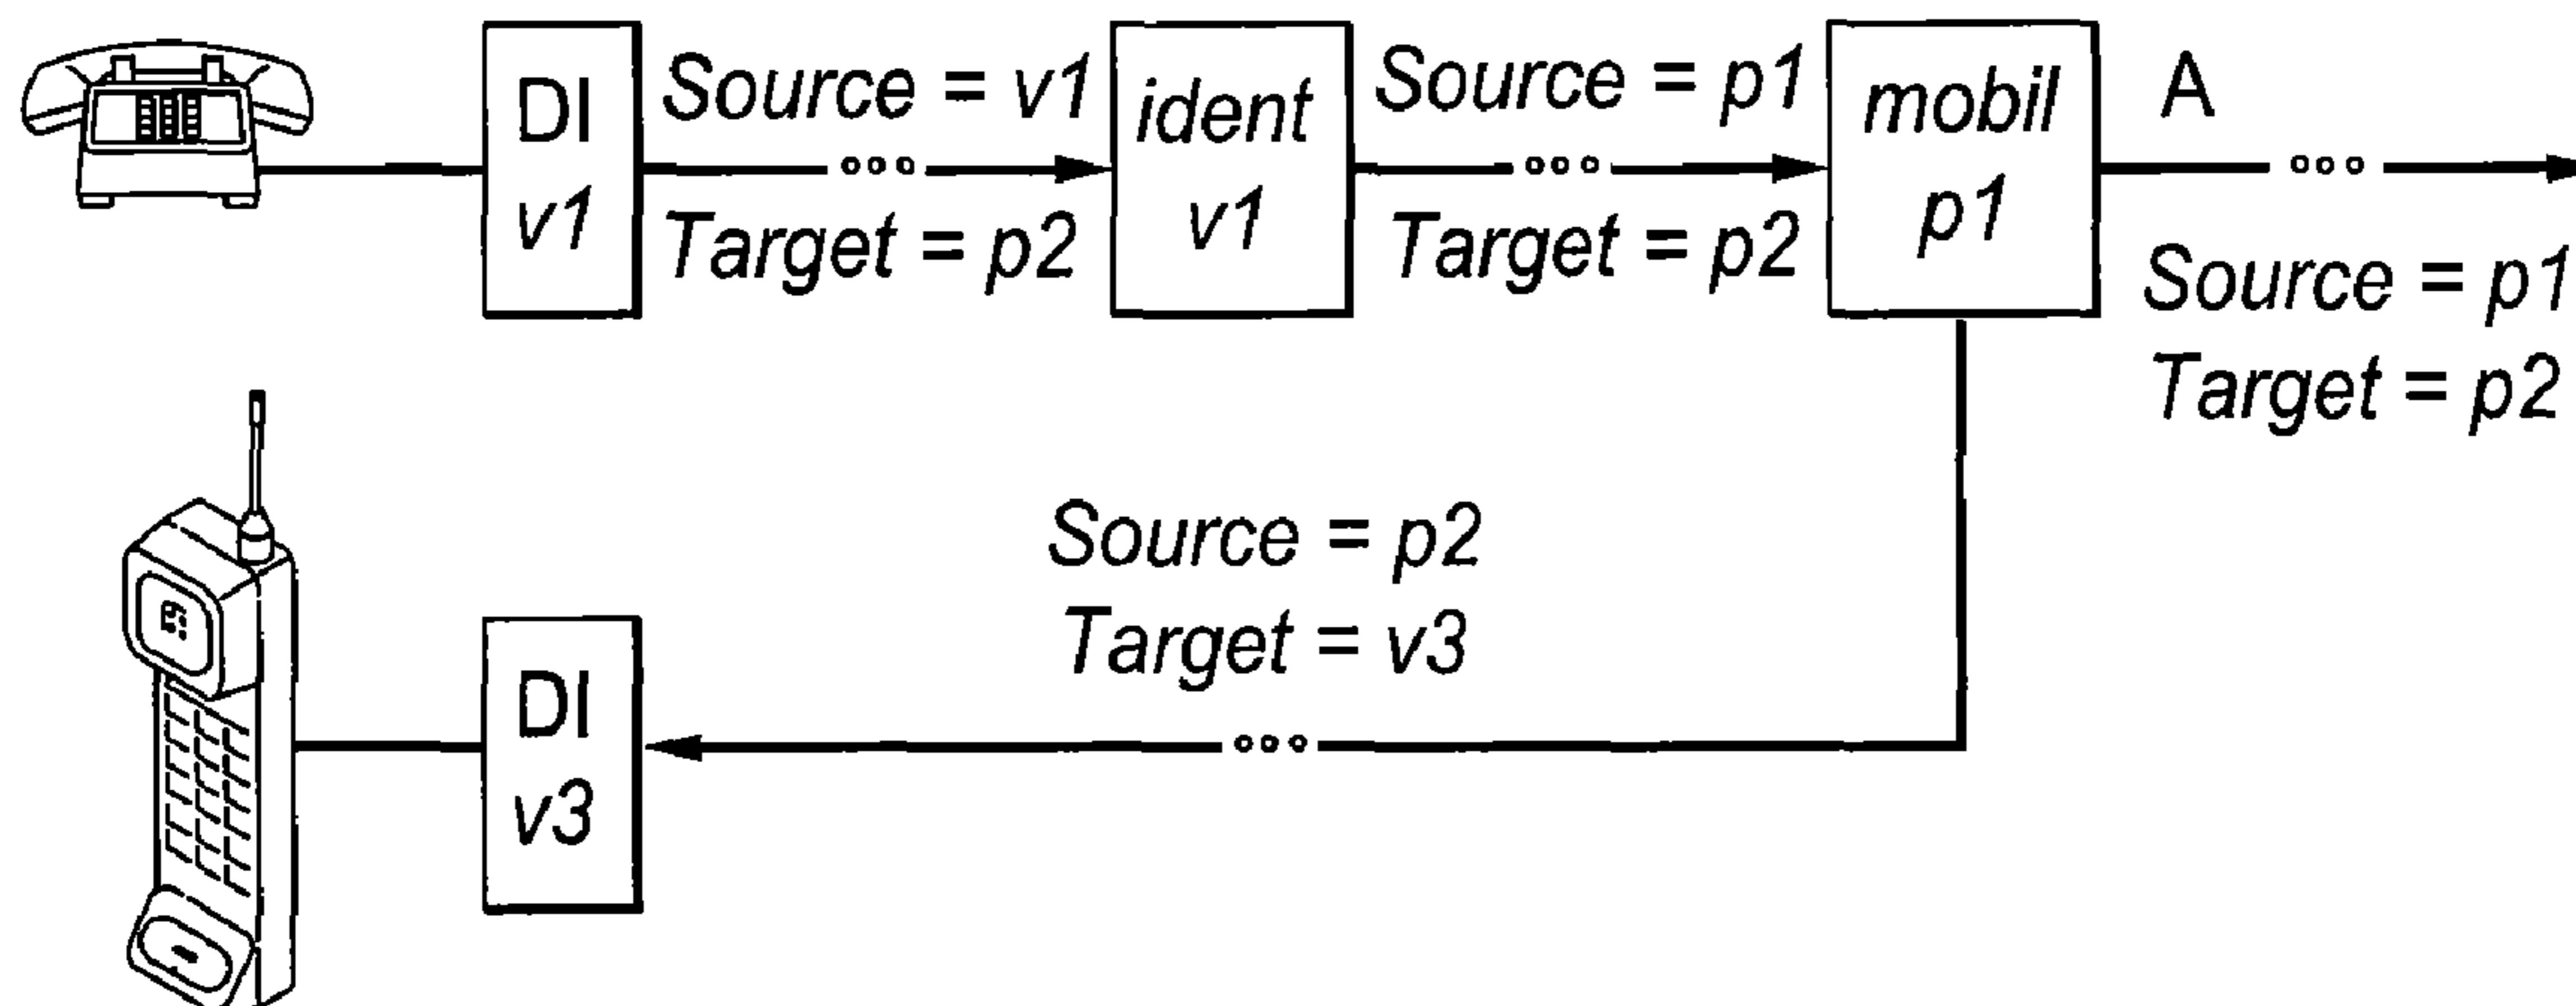 DI
v1
Source = v1
Target = p2
ident
v1
Source = p1
Target = p2
mobil
p1
A
Source = p1
Target = p2
Source = p2
Target = v3
DI
v3